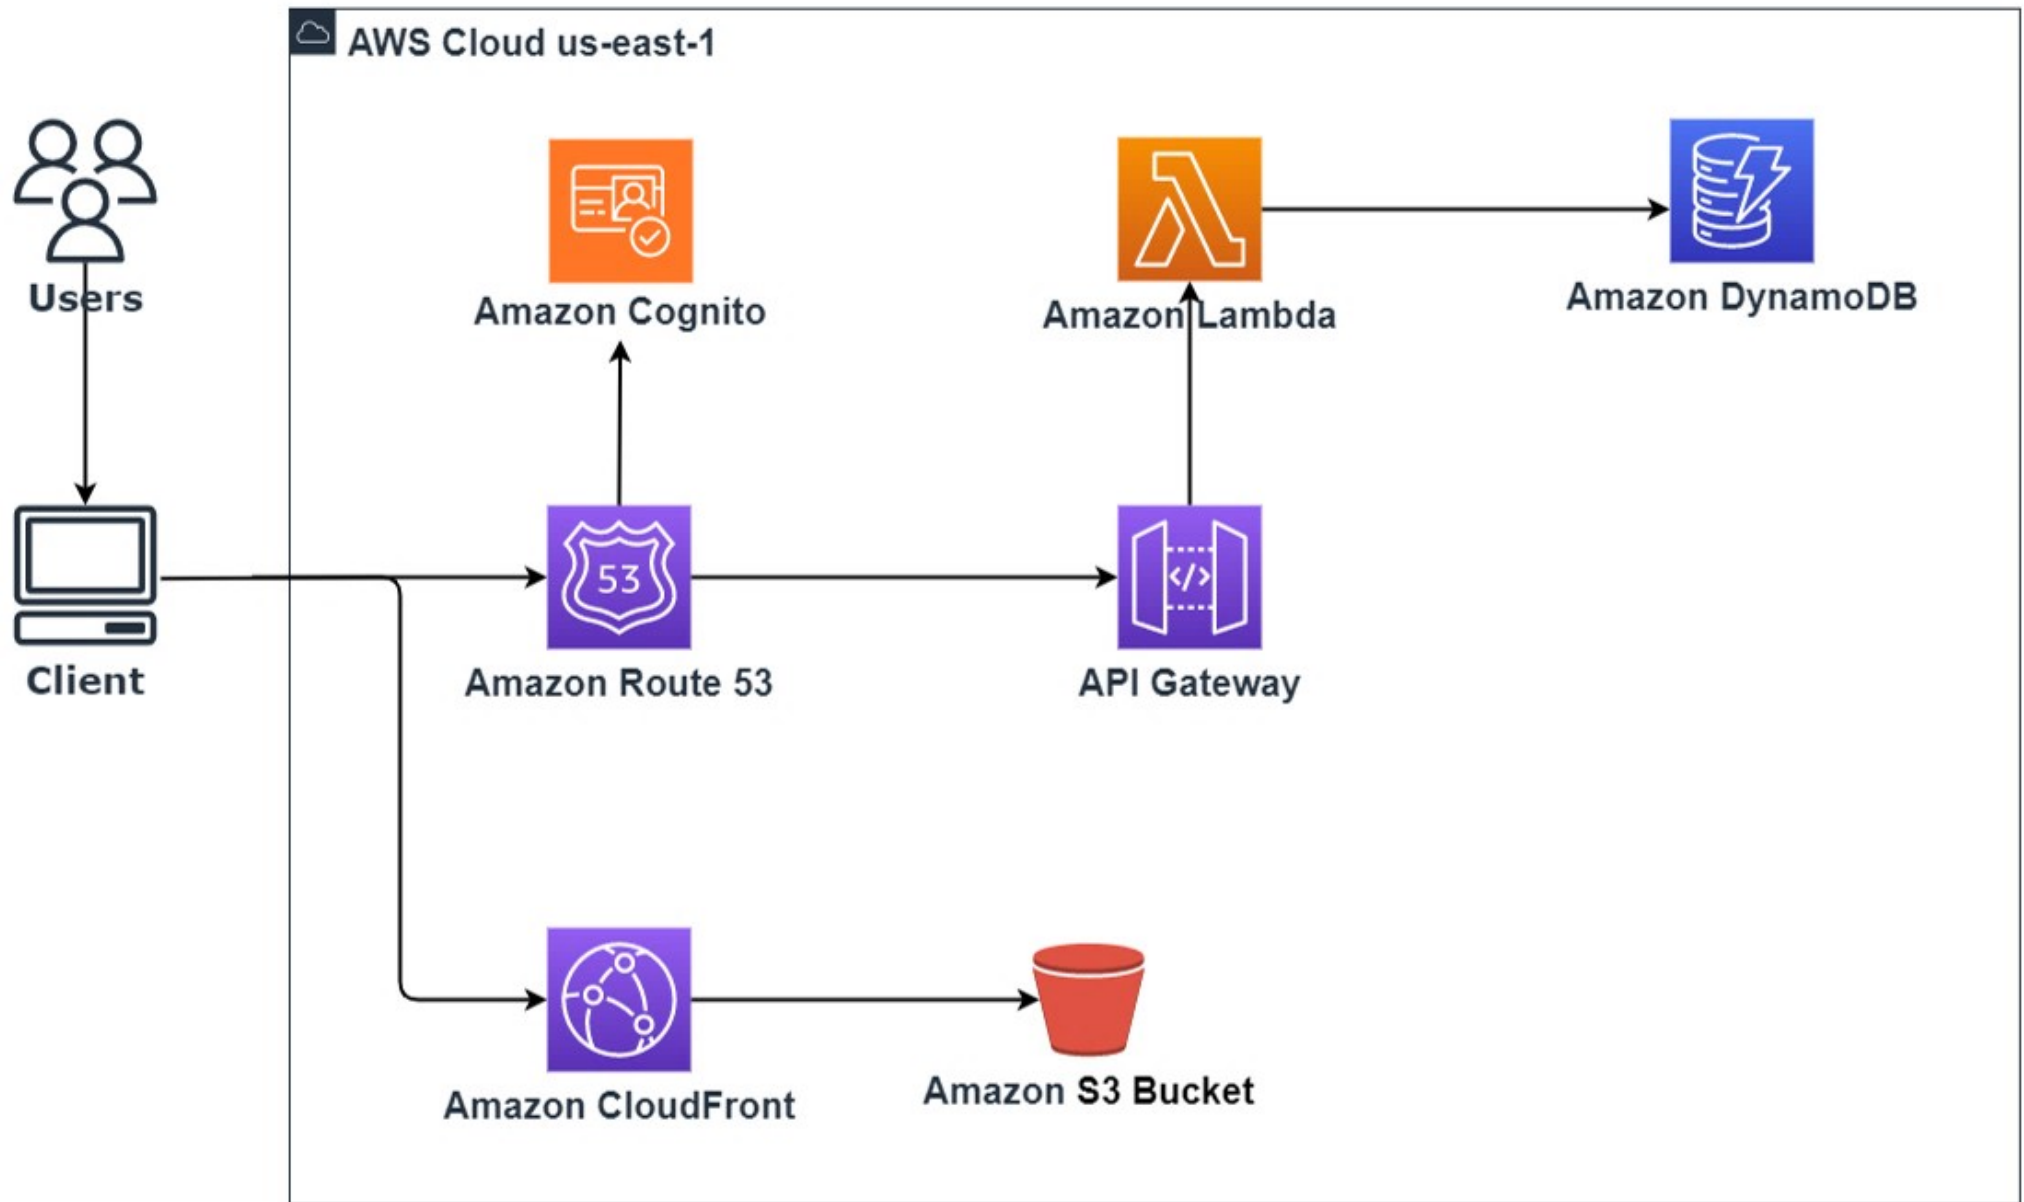 AWS Cloud us-east-1
Users
Amazon Cognito
Amazon Lambda
Amazon DynamoDB
Client
53
Amazon Route 53
</>
API Gateway
Amazon CloudFront
Amazon S3 Bucket